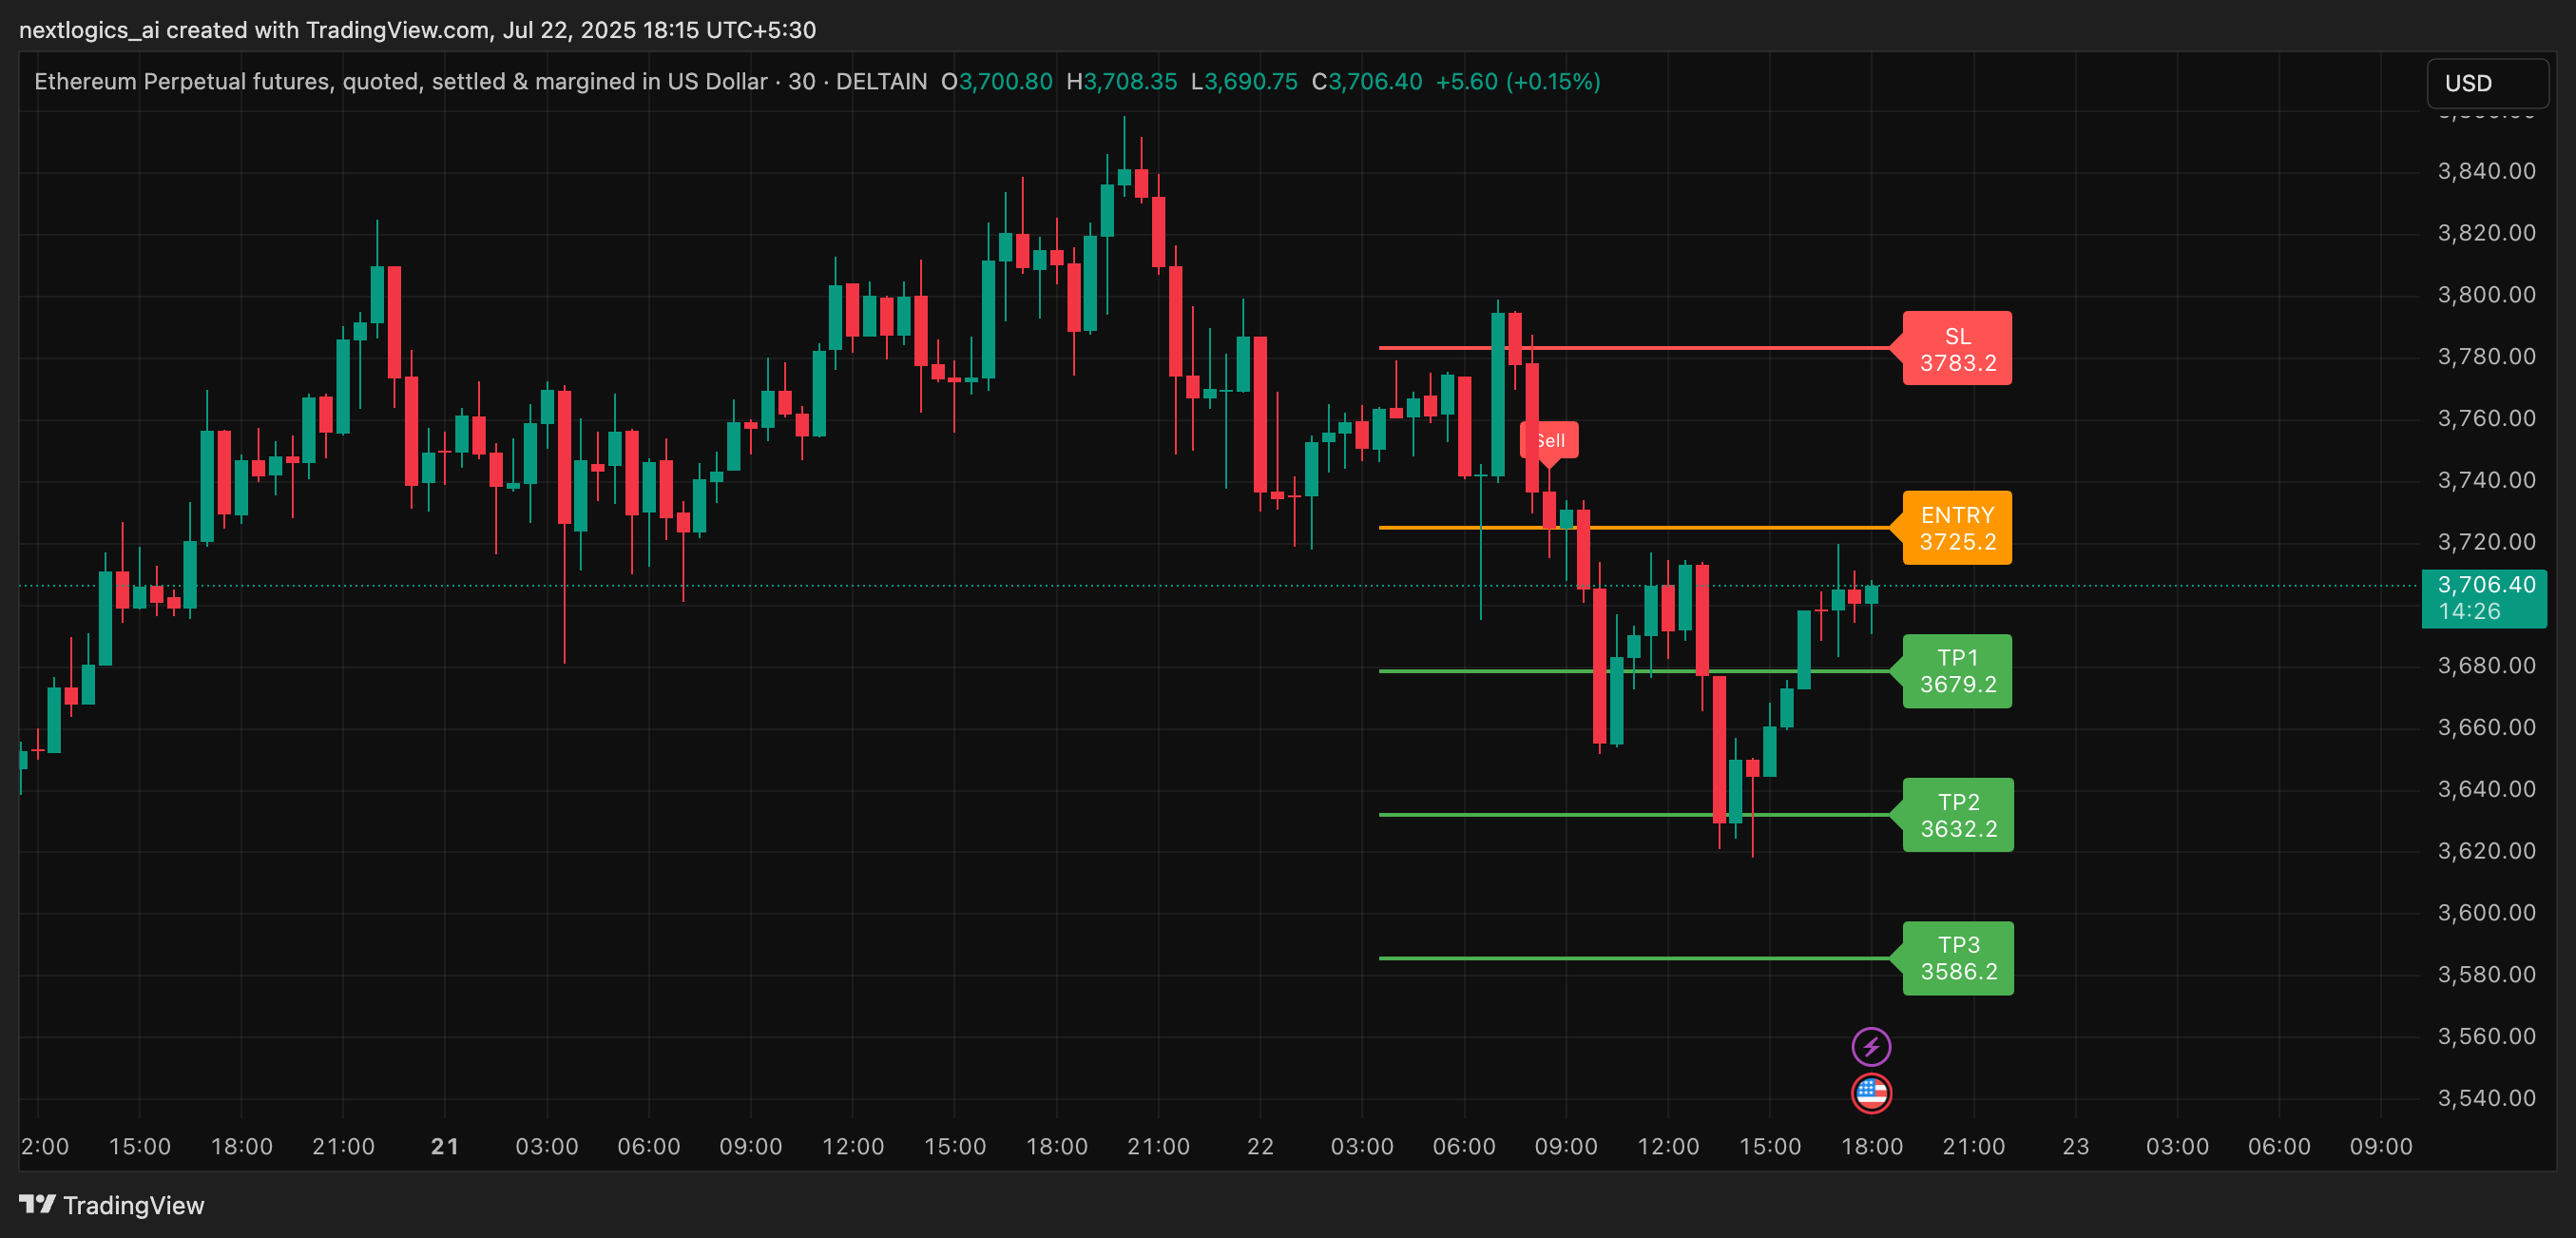 nextlogics_ai created with TradingView.com, Jul 22, 2025 18:15 UTC+5:30
Ethereum Perpetual futures, quoted, settled & margined in US Dollar · 30 · DELTAIN O3,700.80 H3,708.35 L3,690.75 C3,706.40 +5.60 (+0.15%)
USD
3,840.00
3,820.00
3,800.00
3,780.00
3,760.00
3,740.00
3,720.00
3,706.40
14:26
3,680.00
3,660.00
3,640.00
3,620.00
3,600.00
3,580.00
3,560.00
3,540.00
SL
3783.2
Sell
ENTRY
3725.2
TP1
3679.2
TP2
3632.2
TP3
3586.2
2:00 15:00 18:00 21:00 21 03:00 06:00 09:00 12:00 15:00 18:00 21:00 22 03:00 06:00 09:00 12:00 15:00 18:00 21:00 23 03:00 06:00 09:00
TradingView